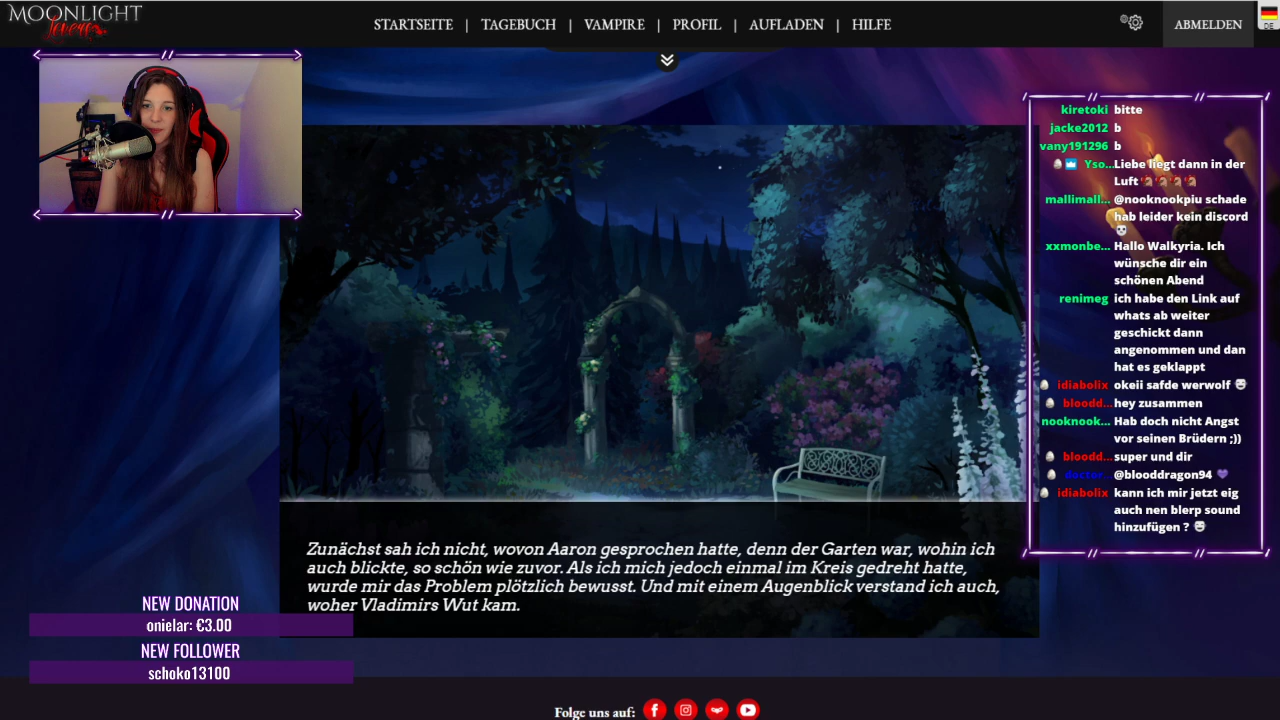 MOONLIGHT
Lovers
STARTSEITE | TAGEBUCH | VAMPIRE | PROFIL | AUFLADEN | HILFE
ABMELDEN
DE
kiretoki bitte
jacke2012 b
vany191296 b
Yso... Liebe liegt dann in der
Luft
mallimall... @nooknookpiu schade
hab leider kein discord
xxmonbe... Hallo Walkyria. Ich
wünsche dir ein
schönen Abend
renimeg ich habe den Link auf
whats ab weiter
geschickt dann
angenommen und dan
hat es geklappt
idiabolix okeii safde werwolf
bloodd... hey zusammen
nooknook... Hab doch nicht Angst
vor seinen Brüdern ;))
bloodd... super und dir
doctor... @blooddragon94
idiabolix kann ich mir jetzt eig
auch nen blerp sound
hinzufügen ?
Zunächst sah ich nicht, wovon Aaron gesprochen hatte, denn der Garten war, wohin ich
auch blickte, so schön wie zuvor. Als ich mich jedoch einmal im Kreis gedreht hatte,
wurde mir das Problem plötzlich bewusst. Und mit einem Augenblick verstand ich auch,
woher Vladimirs Wut kam.
NEW DONATION
onielar: €3.00
NEW FOLLOWER
schoko13100
Folge uns auf: